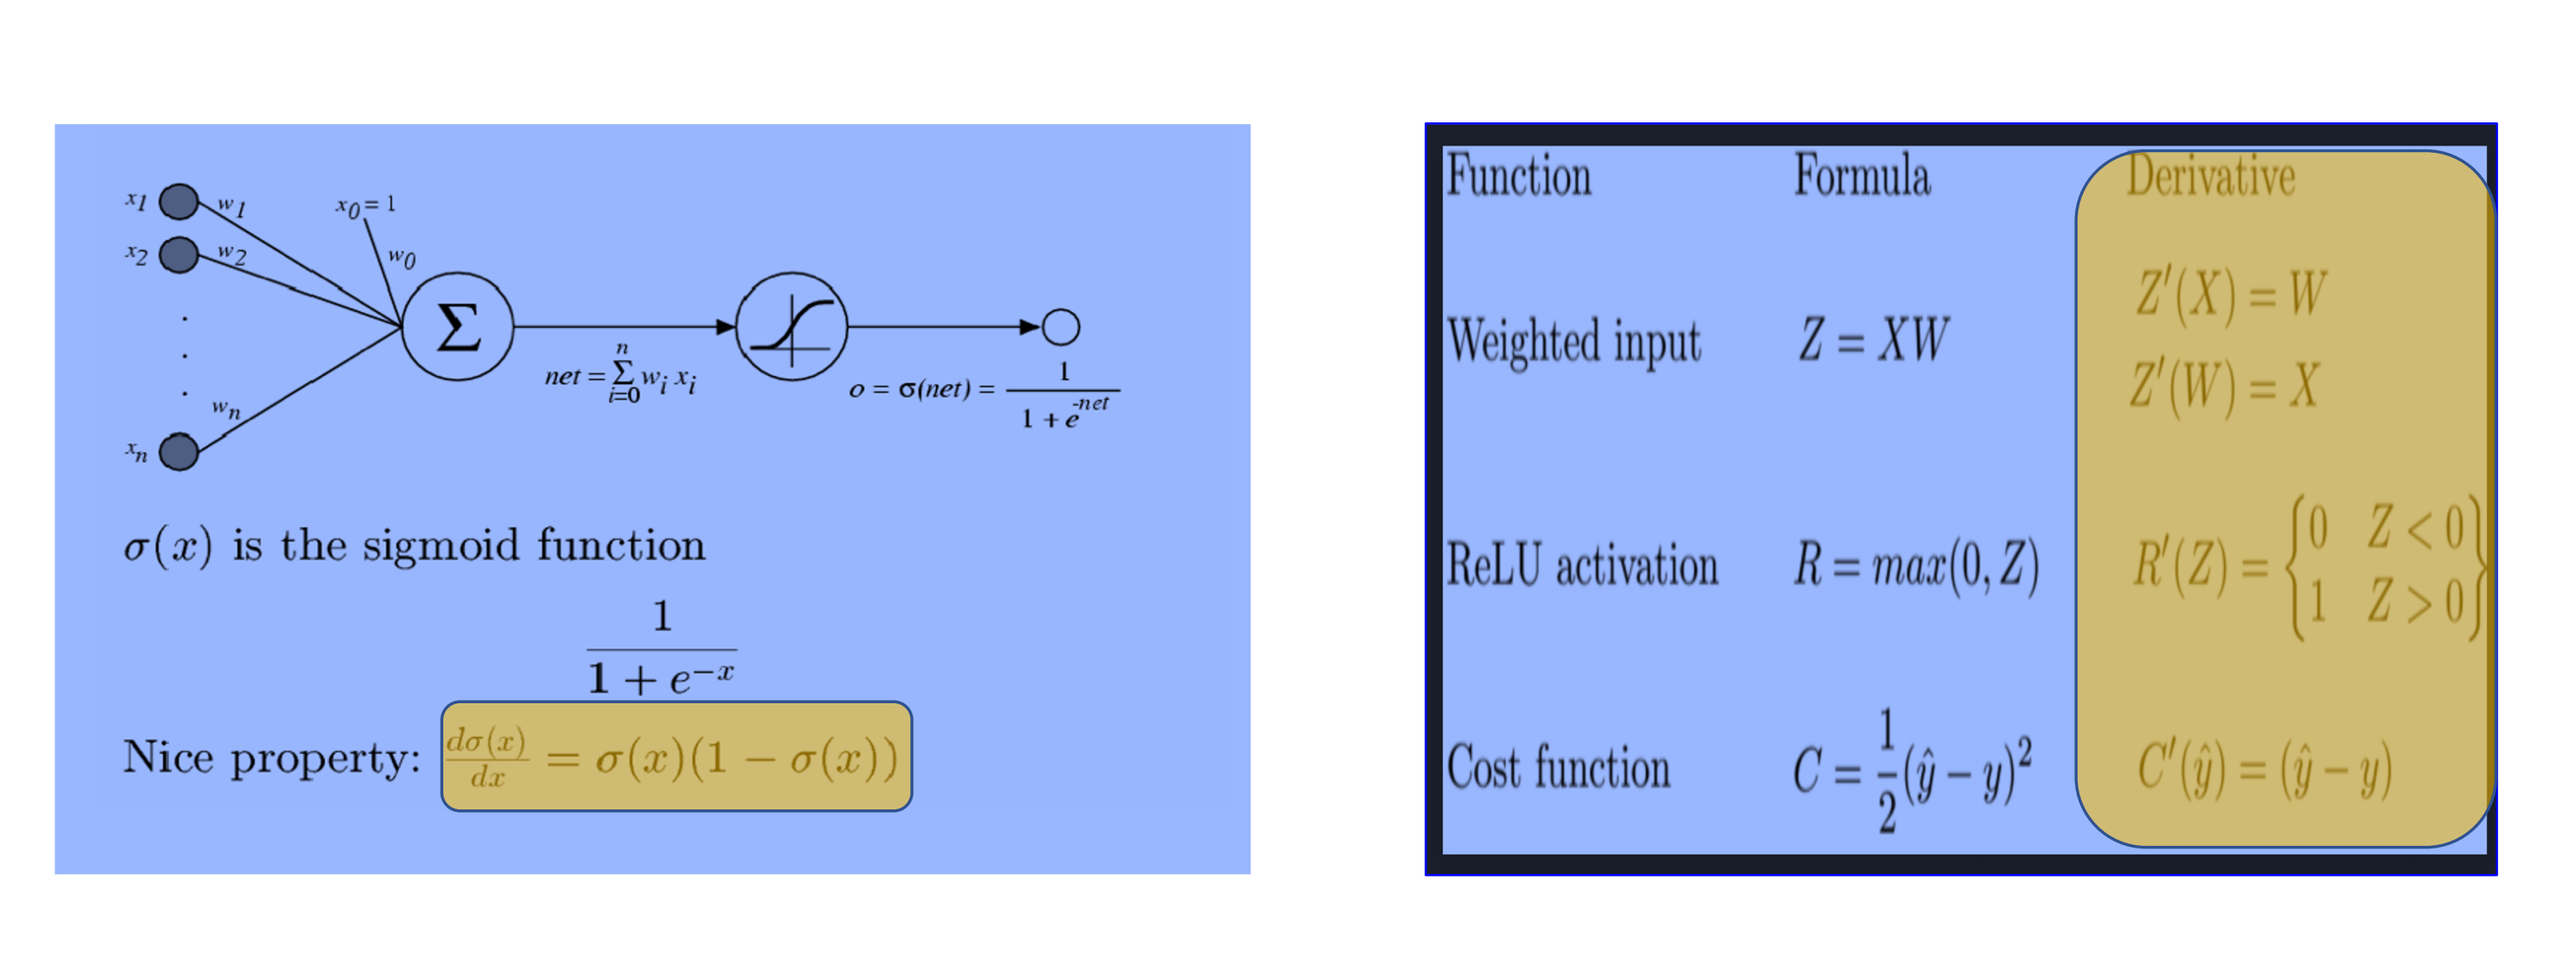 x1 w1 x0 = 1
x2 w2 w0
Σ
.
.
.
wn
xn
n
net = Σ wi xi
i=0
1
o = σ(net) = 
1 + e^-net
σ(x) is the sigmoid function
1
1 + e^−x
Nice property: dσ(x)/dx = σ(x)(1 − σ(x))
Function Formula Derivative
Z′(X) = W
Weighted input Z = XW
Z′(W) = X
ReLU activation R = max(0, Z) R′(Z) = {0 Z < 0
1 Z > 0}
Cost function C = 1/2(ŷ − y)² C′(ŷ) = (ŷ − y)